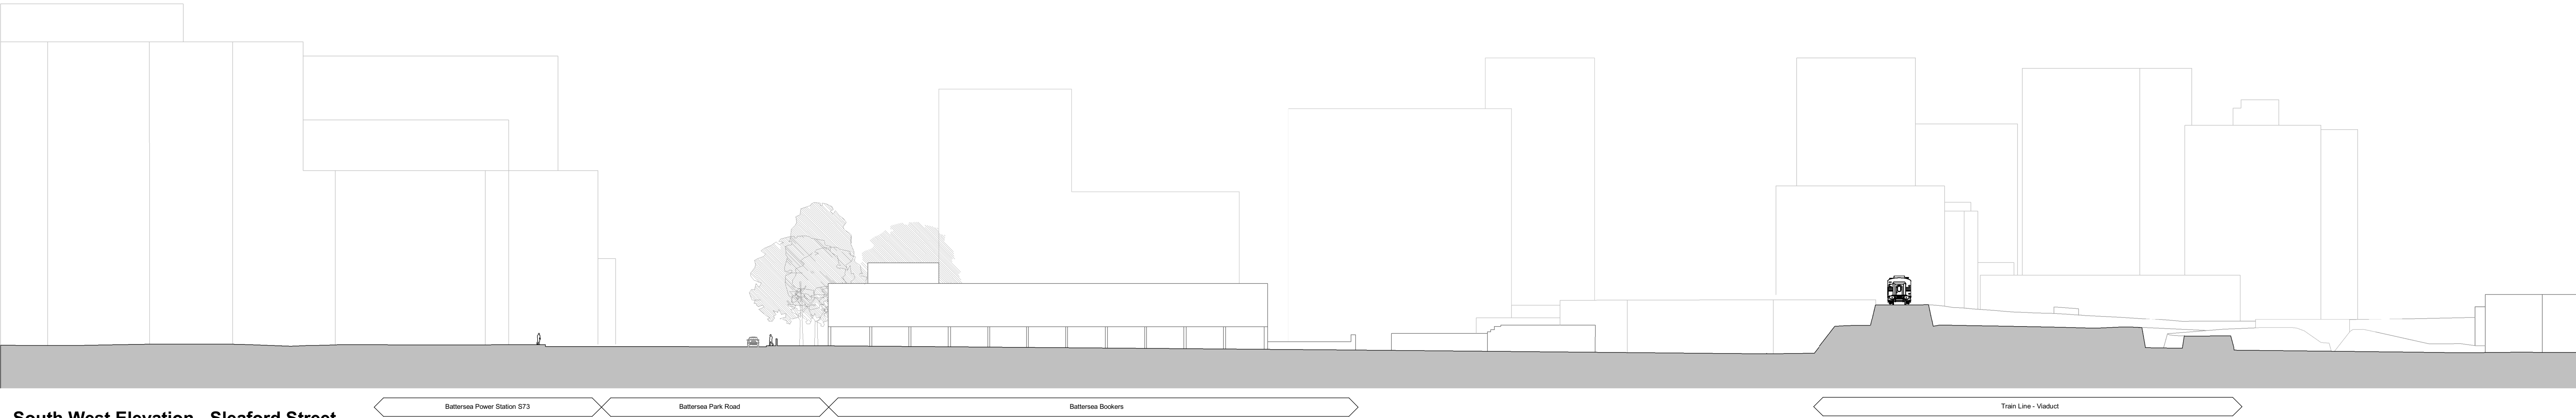 South West Elevation - Sleaford Street
Battersea Power Station S73
Battersea Park Road
Battersea Bookers
Train Line - Viaduct